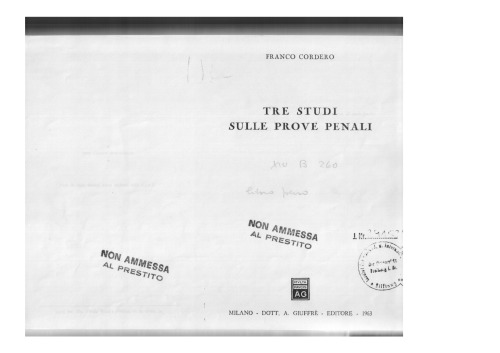 FRANCO CORDERO
TRE STUDI
SULLE PROVE PENALI
B 260
NON AMMESSA
AL PRESTITO
NON AMMESSA
AL PRESTITO
AG
MILANO - DOTT. A. GIUFFRÈ - EDITORE - 1963